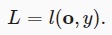 L = l(o, y).